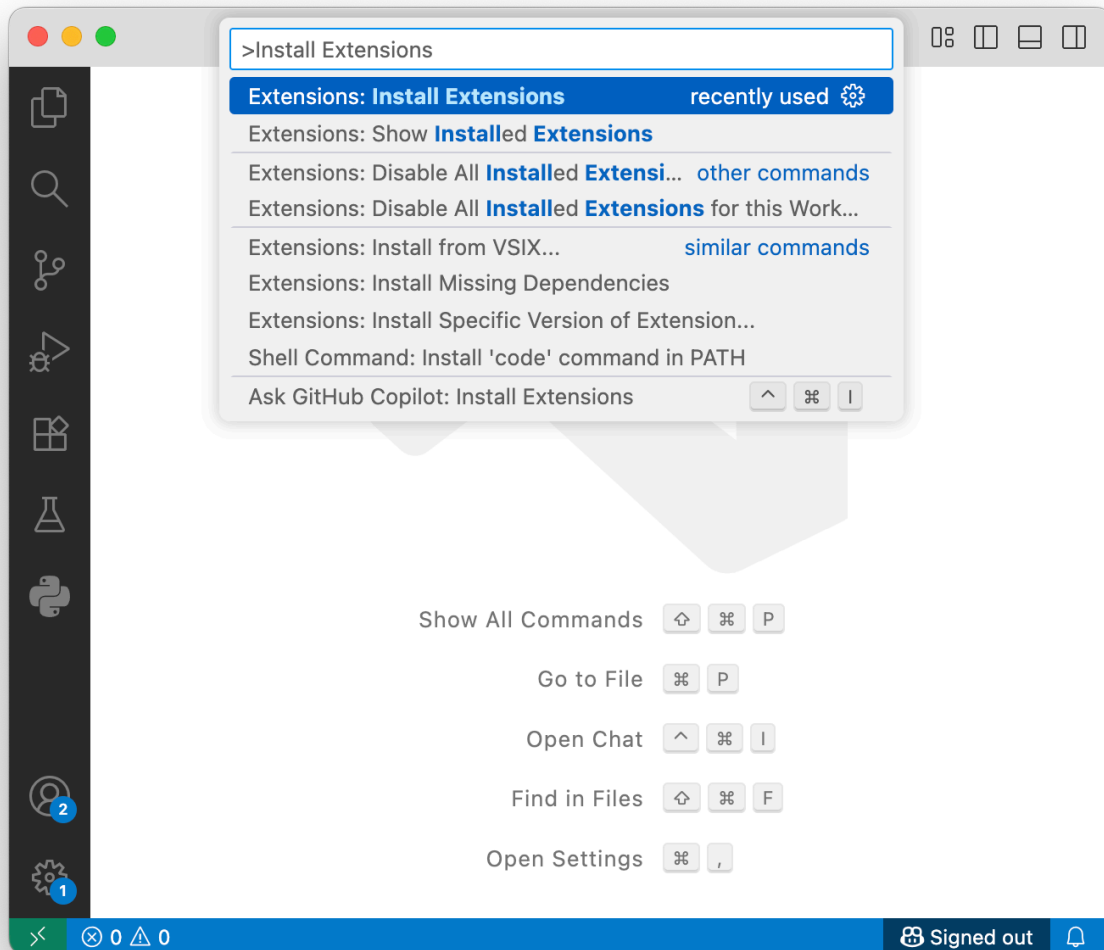 >Install Extensions
Extensions: Install Extensions recently used
Extensions: Show Installed Extensions
Extensions: Disable All Installed Extensi... other commands
Extensions: Disable All Installed Extensions for this Work...
Extensions: Install from VSIX... similar commands
Extensions: Install Missing Dependencies
Extensions: Install Specific Version of Extension...
Shell Command: Install 'code' command in PATH
Ask GitHub Copilot: Install Extensions ^ ⌘ I
Show All Commands ⇧ ⌘ P
Go to File ⌘ P
Open Chat ^ ⌘ I
Find in Files ⇧ ⌘ F
Open Settings ⌘ ,
2
1
0 0 Signed out